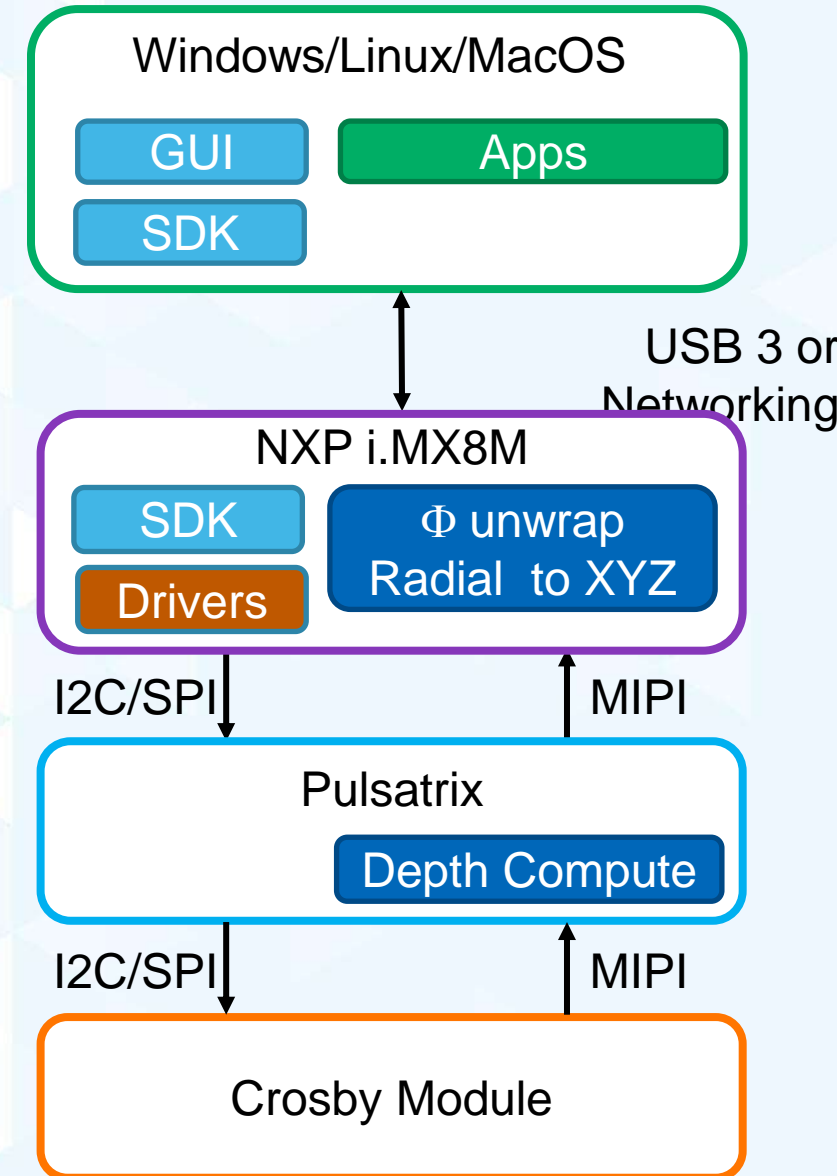 Windows/Linux/MacOS
GUI
Apps
SDK
USB 3 or
Networking
NXP i.MX8M
SDK
Φ unwrap
Radial to XYZ
Drivers
I2C/SPI
MIPI
Pulsatrix
Depth Compute
I2C/SPI
MIPI
Crosby Module